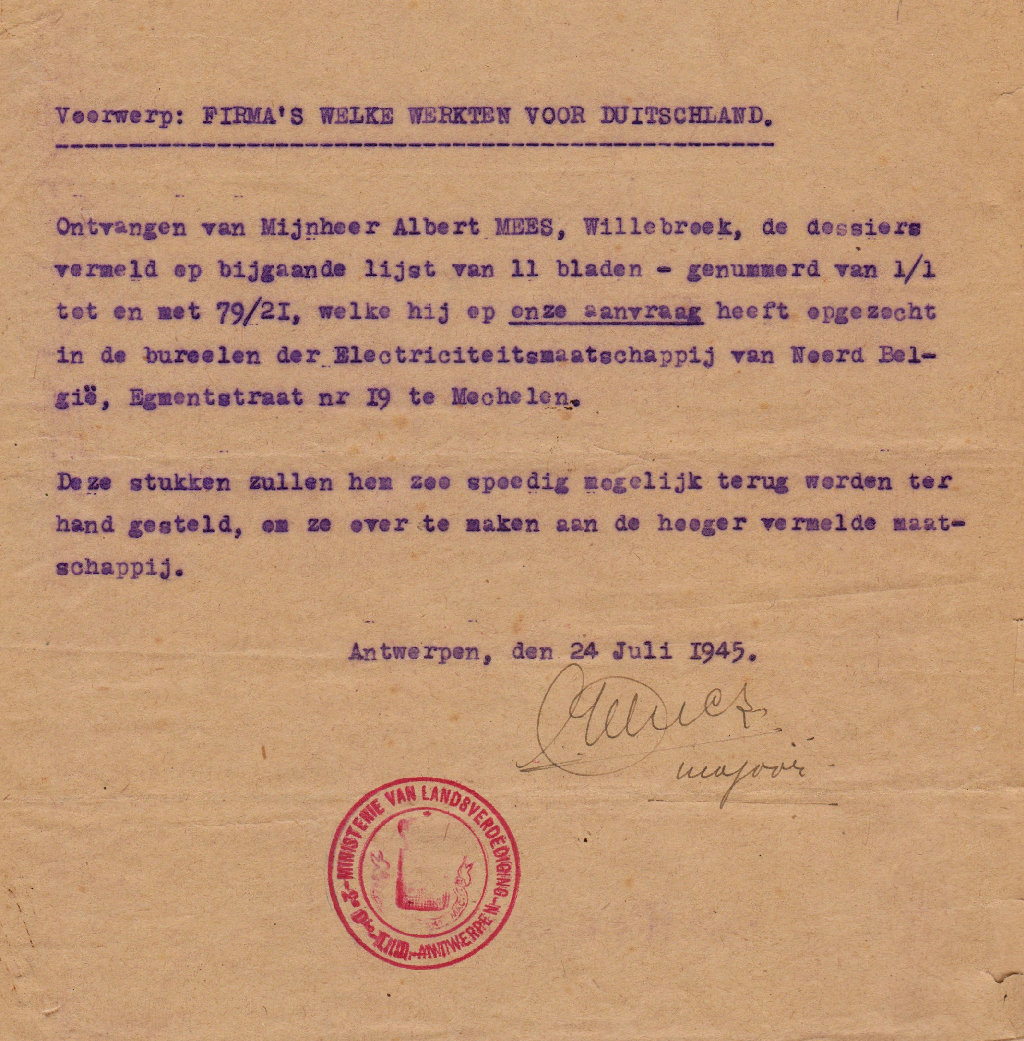 Voorwerp: FIRMA'S WELKE WERKTEN VOOR DUITSCHLAND.
Ontvangen van Mijnheer Albert MEES, Willebroek, de dossiers
vermeld op bijgaande lijst van 11 bladen - genummerd van 1/1
tot en met 79/21, welke hij op onze aanvraag heeft opgezocht
in de bureelen der Electriciteitsmaatschappij van Noord Bel-
gië, Egmontstraat nr 19 te Mechelen.
Deze stukken zullen hem zoo spoedig mogelijk terug worden ter
hand gesteld, om ze over te maken aan de hooger vermelde maat-
schappij.
Antwerpen, den 24 Juli 1945.
majoor
MINISTERIE VAN LANDSVERDEDIGING
ANTWERPEN